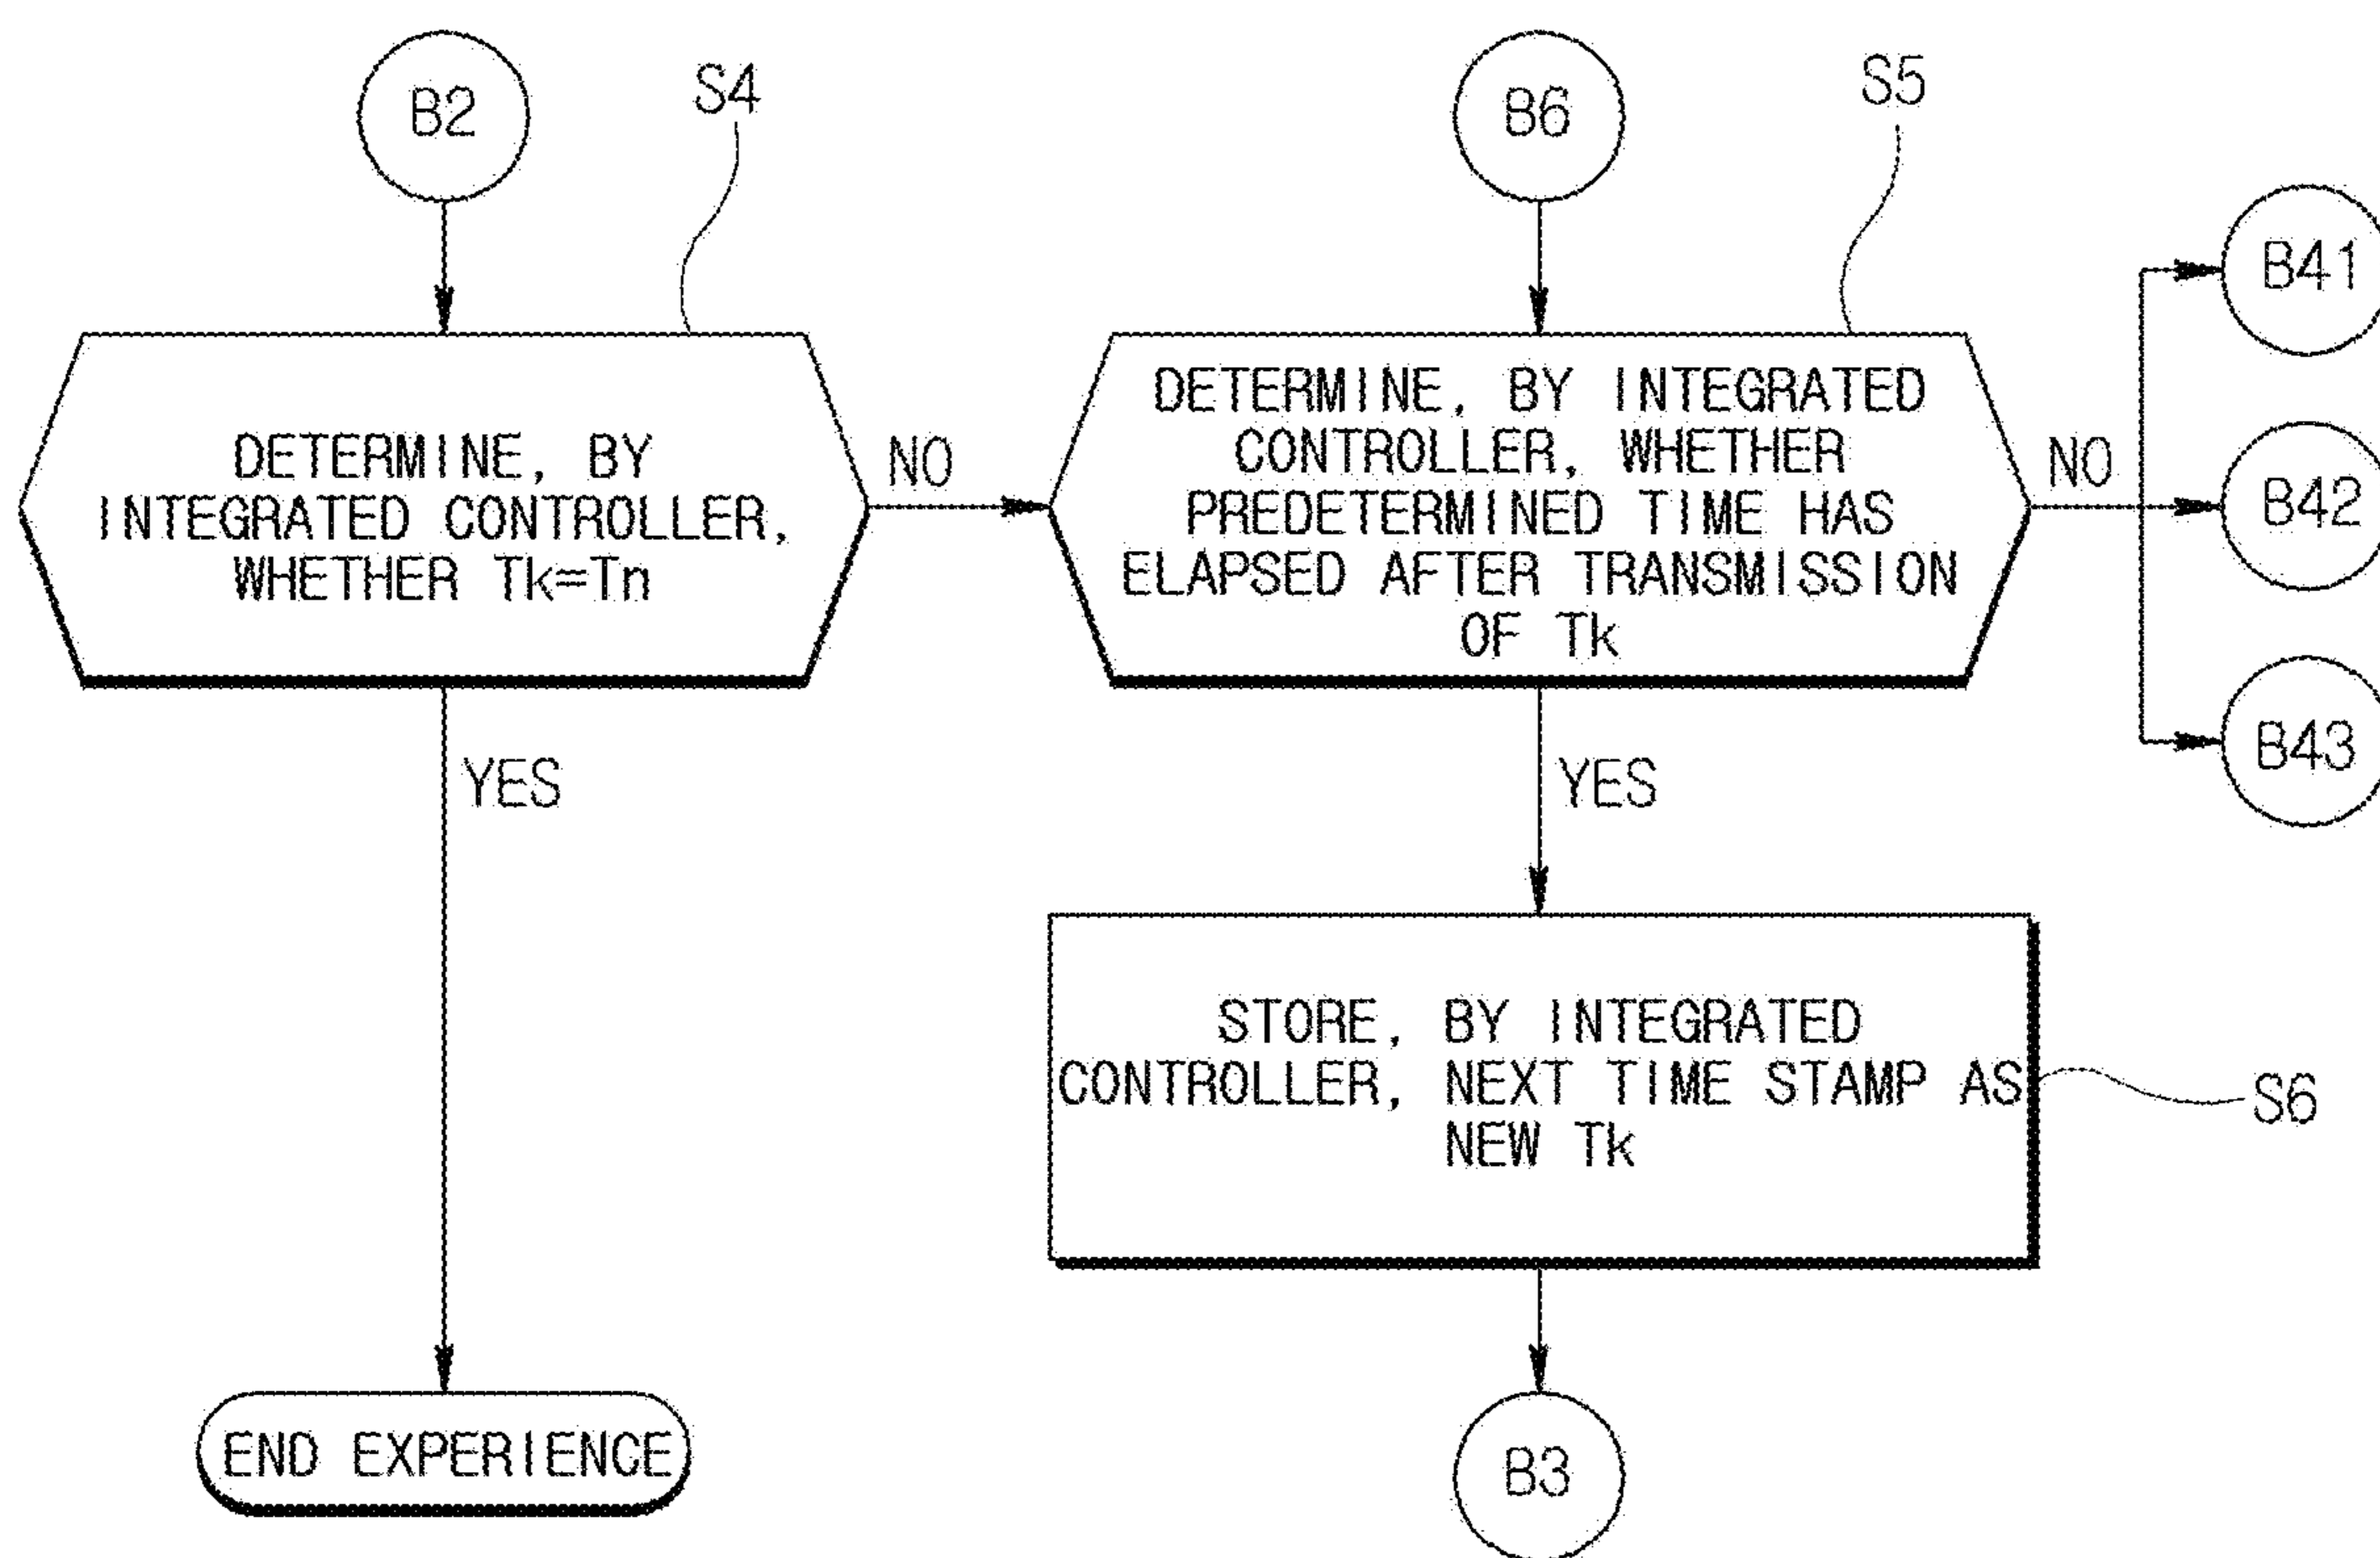 B2
S4
B6
S5
B41
DETERMINE, BY
INTEGRATED CONTROLLER,
WHETHER Tk=Tn
NO
DETERMINE, BY INTEGRATED
CONTROLLER, WHETHER
PREDETERMINED TIME HAS
ELAPSED AFTER TRANSMISSION
OF Tk
NO
B42
B43
YES
YES
STORE, BY INTEGRATED
CONTROLLER, NEXT TIME STAMP AS
NEW Tk
S6
END EXPERIENCE
B3